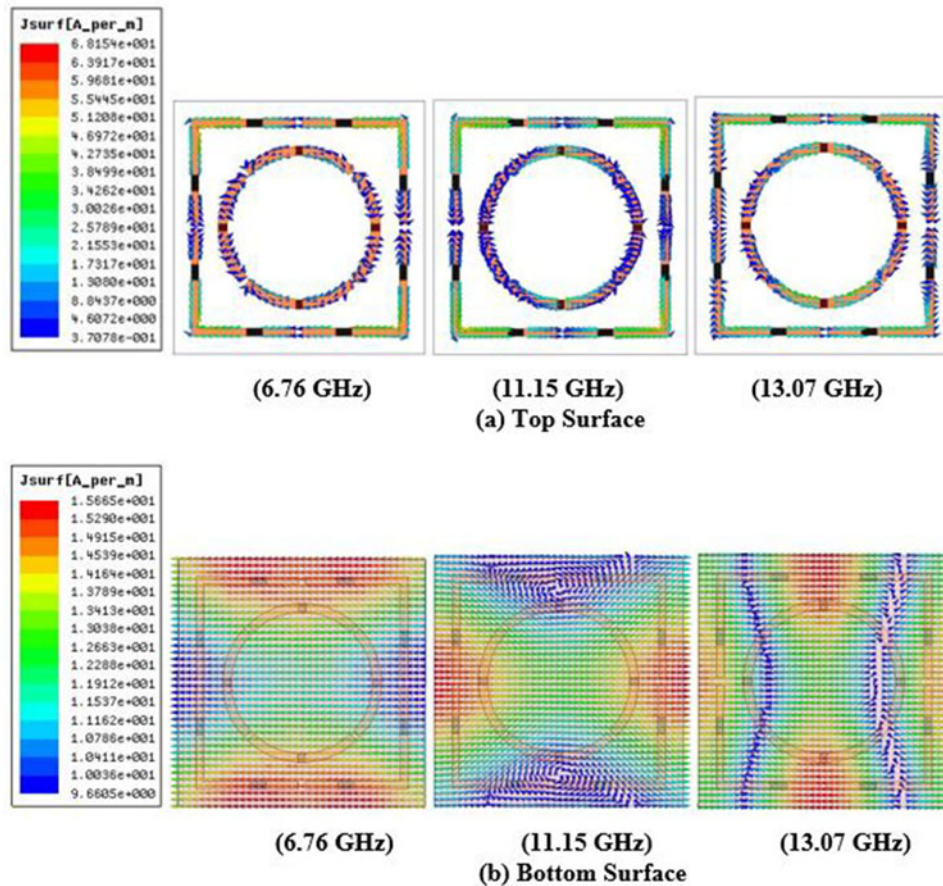 Jsurf[A_per_m]
6.8154e+001
6.3917e+001
5.9681e+001
5.5445e+001
5.1208e+001
4.6972e+001
4.2735e+001
3.8499e+001
3.4262e+001
3.0026e+001
2.5789e+001
2.1553e+001
1.7317e+001
1.3080e+001
8.8437e+000
4.6072e+000
3.7078e-001
(6.76 GHz)
(11.15 GHz)
(13.07 GHz)
(a) Top Surface
Jsurf[A_per_m]
1.5665e+001
1.5290e+001
1.4915e+001
1.4539e+001
1.4164e+001
1.3789e+001
1.3413e+001
1.3038e+001
1.2663e+001
1.2288e+001
1.1912e+001
1.1537e+001
1.1162e+001
1.0786e+001
1.0411e+001
1.0036e+001
9.6605e+000
(6.76 GHz)
(11.15 GHz)
(13.07 GHz)
(b) Bottom Surface